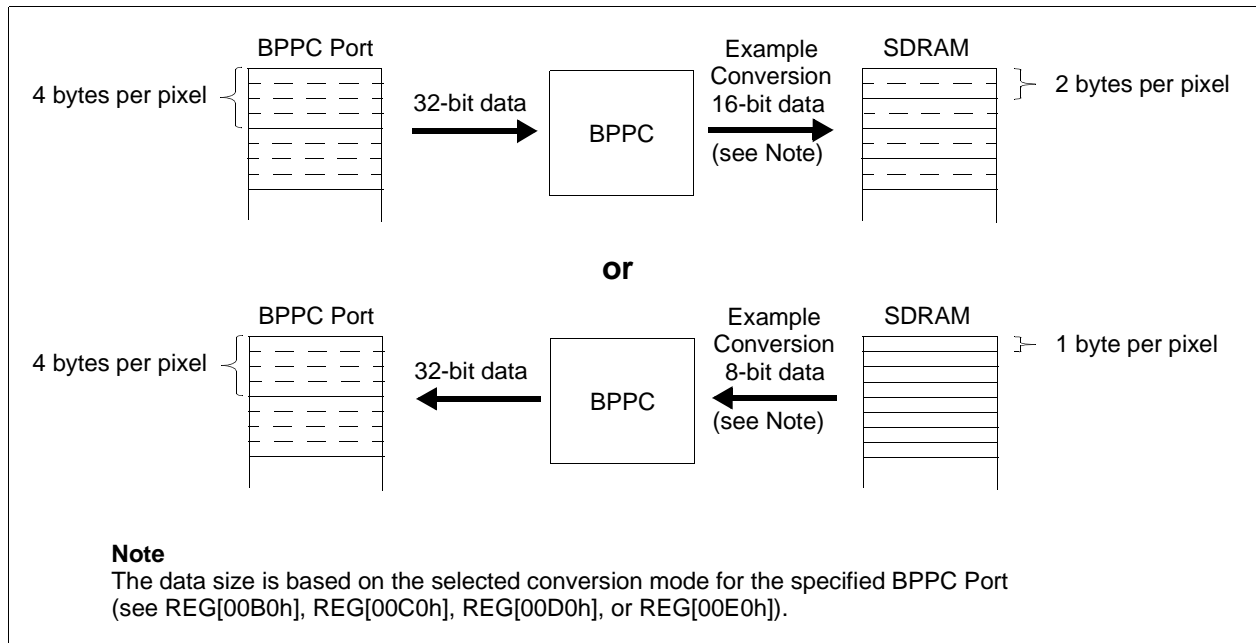 BPPC Port
4 bytes per pixel
32-bit data
BPPC
Example
Conversion
16-bit data
(see Note)
SDRAM
2 bytes per pixel
or
BPPC Port
4 bytes per pixel
32-bit data
BPPC
Example
Conversion
8-bit data
(see Note)
SDRAM
1 byte per pixel
Note
The data size is based on the selected conversion mode for the specified BPPC Port
(see REG[00B0h], REG[00C0h], REG[00D0h], or REG[00E0h]).